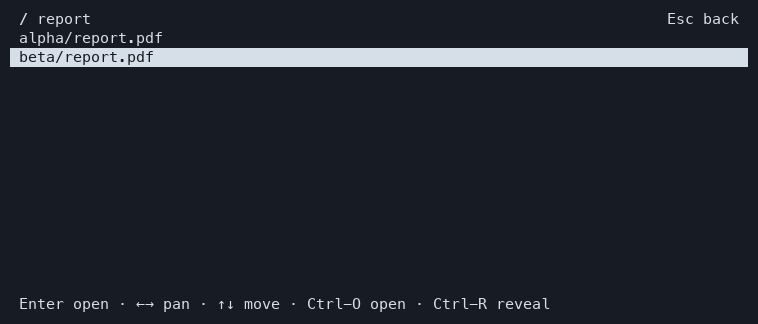 / report Esc back
alpha/report.pdf
beta/report.pdf
Enter open · ←→ pan · ↑↓ move · Ctrl–O open · Ctrl–R reveal